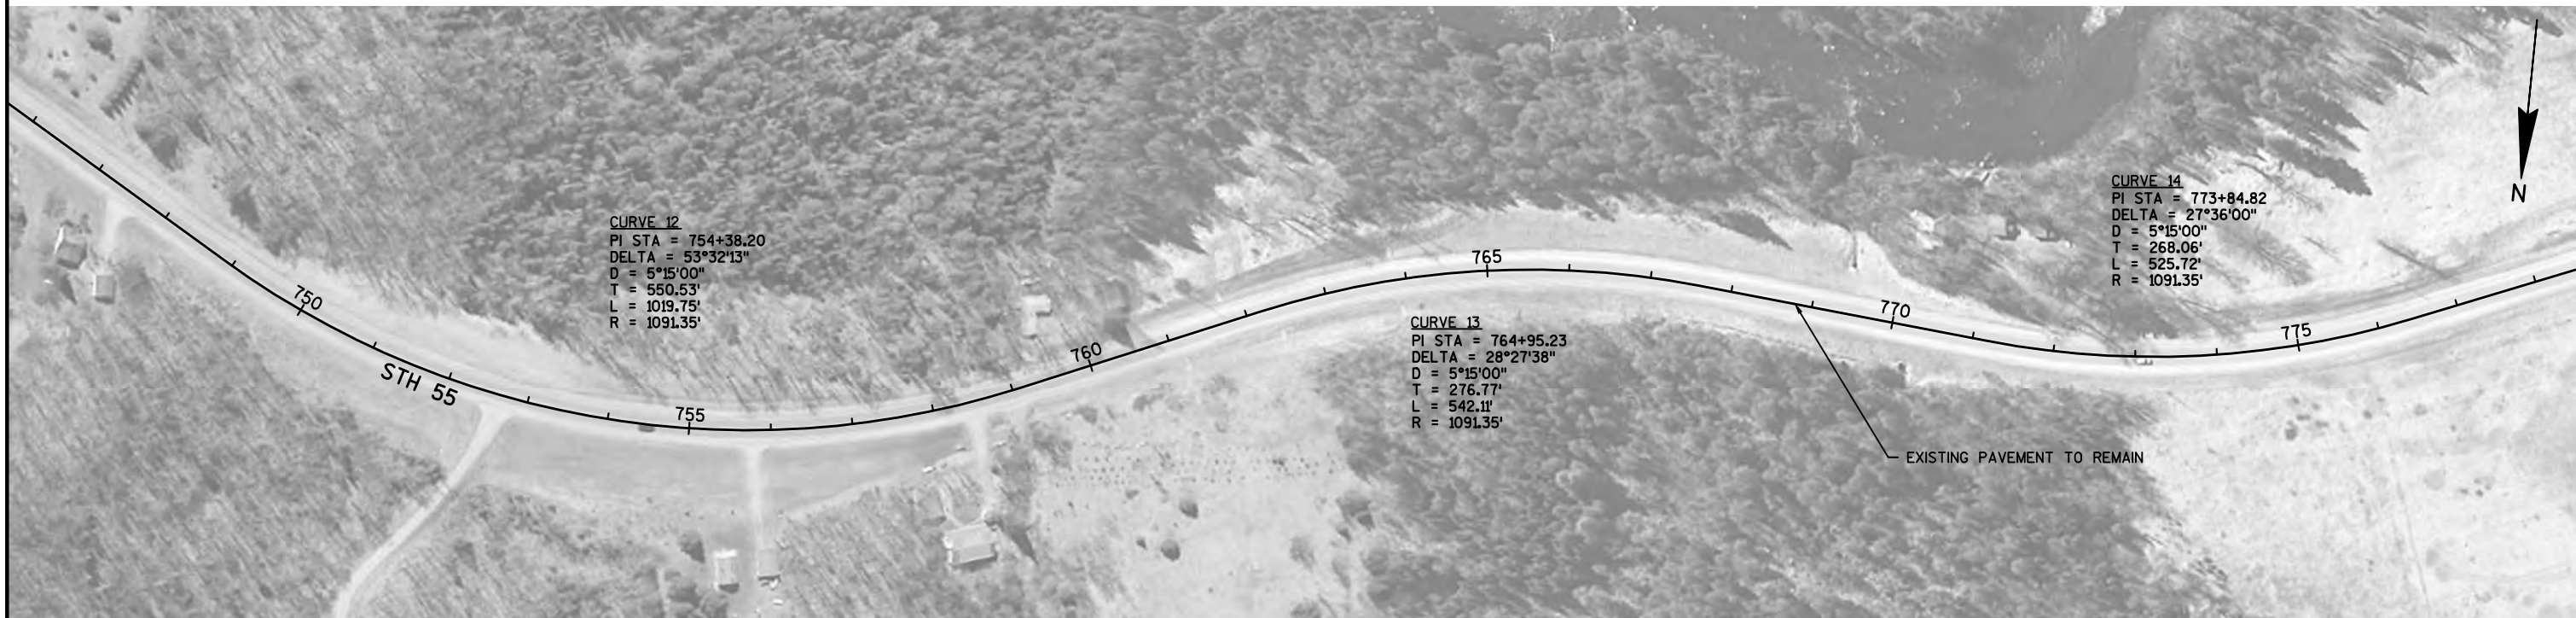 750
STH 55
CURVE 12
PI STA = 754+38.20
DELTA = 53°32'13"
D = 5°15'00"
T = 550.53'
L = 1019.75'
R = 1091.35'
755
760
765
CURVE 13
PI STA = 764+95.23
DELTA = 28°27'38"
D = 5°15'00"
T = 276.77'
L = 542.11'
R = 1091.35'
770
EXISTING PAVEMENT TO REMAIN
CURVE 14
PI STA = 773+84.82
DELTA = 27°36'00"
D = 5°15'00"
T = 268.06'
L = 525.72'
R = 1091.35'
775
N